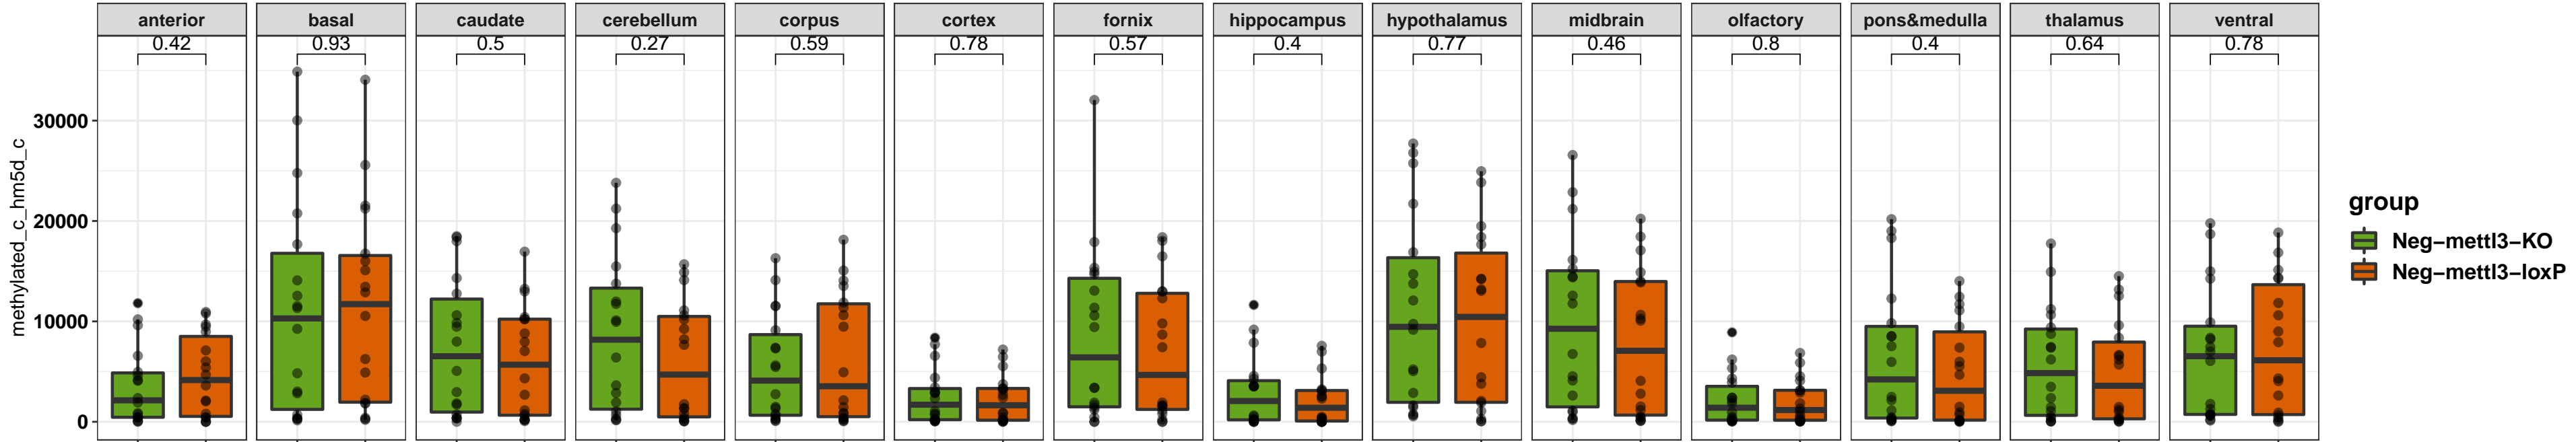 anterior basal caudate cerebellum corpus cortex fornix hippocampus hypothalamus midbrain olfactory pons&medulla thalamus ventral
0.42 0.93 0.5 0.27 0.59 0.78 0.57 0.4 0.77 0.46 0.8 0.4 0.64 0.78
methylated_c_hm5d_c
30000
20000
10000
0
group
Neg−mettl3−KO
Neg−mettl3−loxP